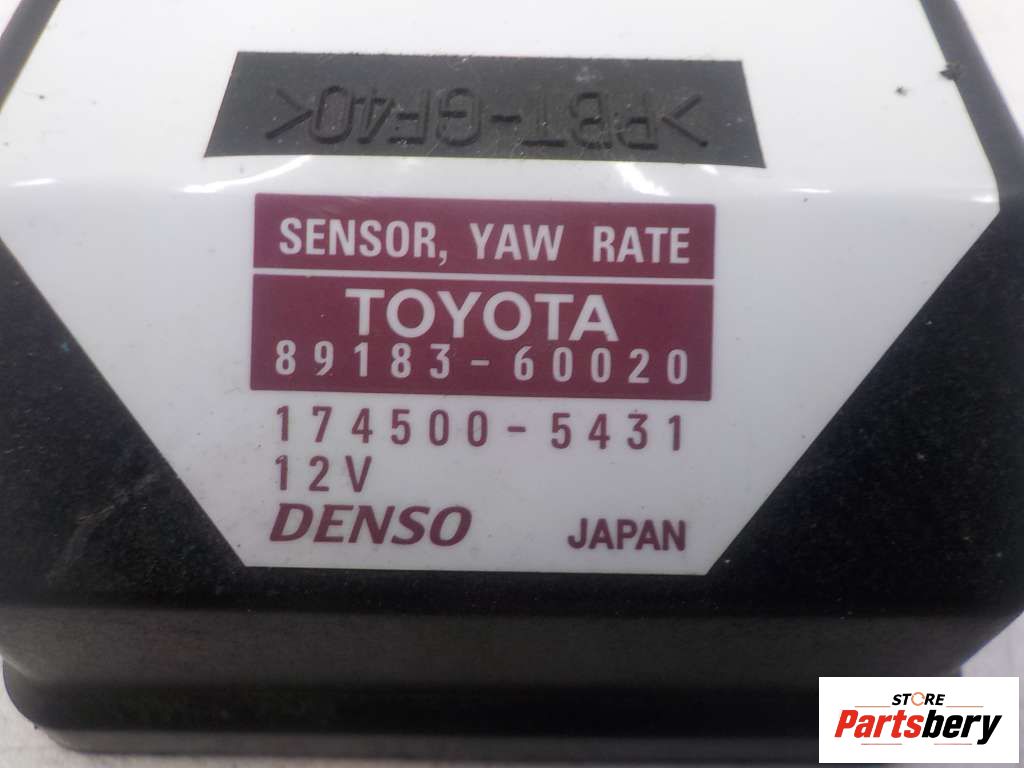 >PBT-GF40<
SENSOR, YAW RATE
TOYOTA
89183-60020
174500-5431
12V
DENSO JAPAN
STORE
Partsbery